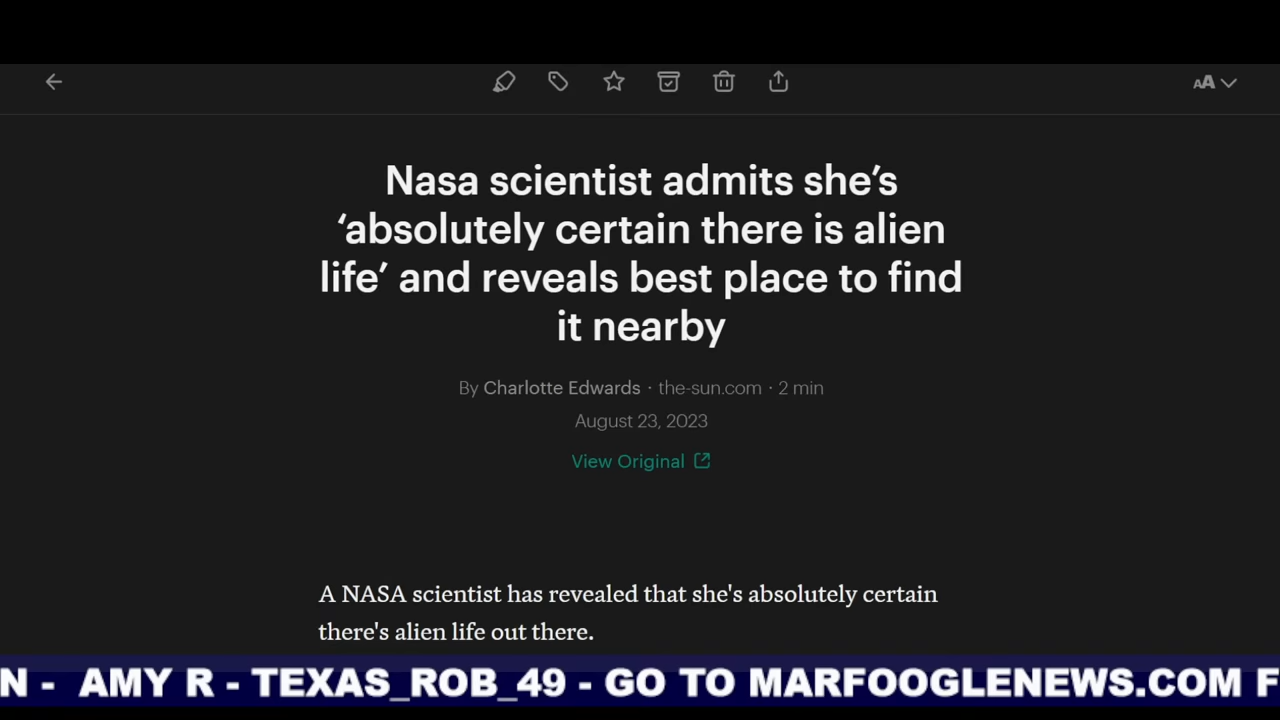 AA
Nasa scientist admits she's
‘absolutely certain there is alien
life’ and reveals best place to find
it nearby
By Charlotte Edwards · the-sun.com · 2 min
August 23, 2023
View Original
A NASA scientist has revealed that she's absolutely certain
there's alien life out there.
N - AMY R - TEXAS_ROB_49 - GO TO MARFOOGLENEWS.COM F